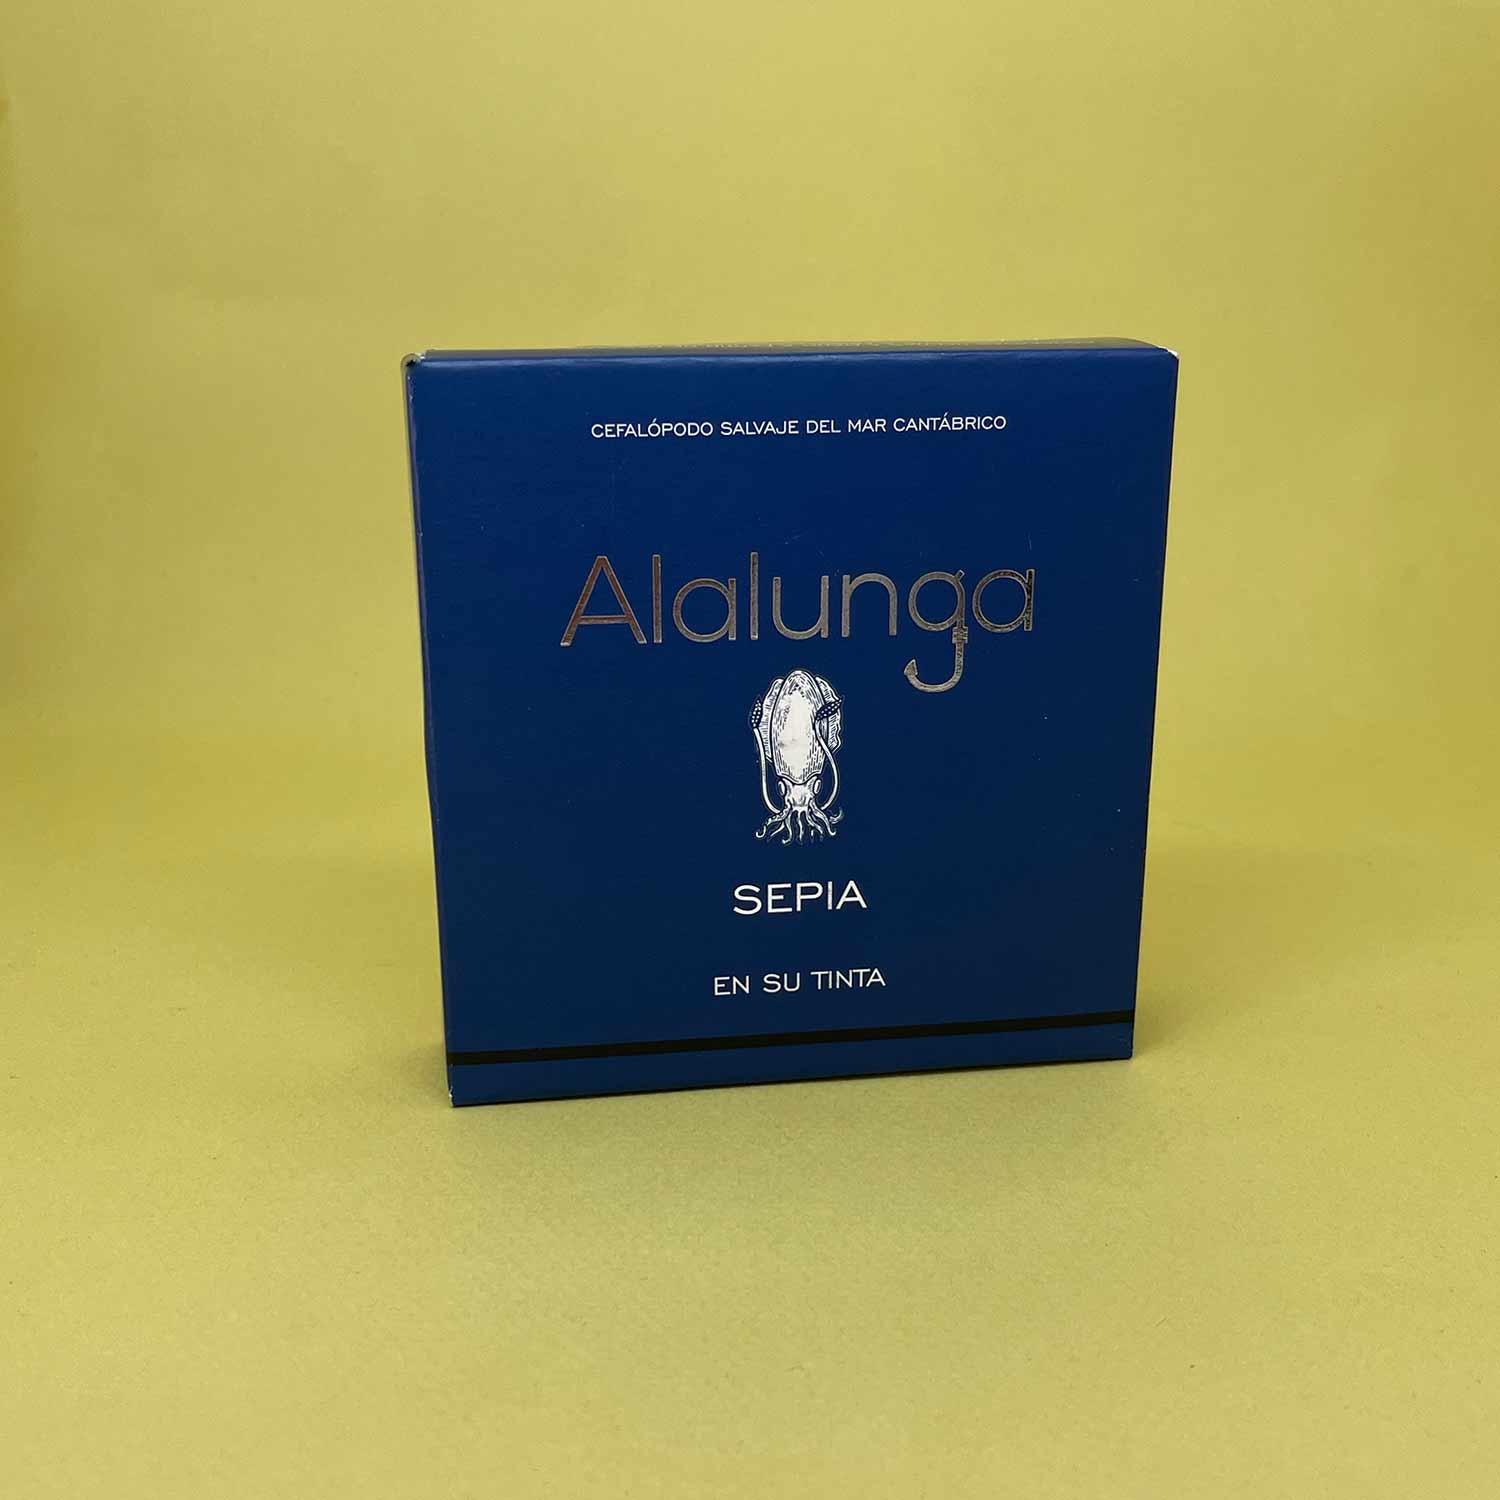 CEFALÓPODO SALVAJE DEL MAR CANTÁBRICO
Alalunga
SEPIA
EN SU TINTA